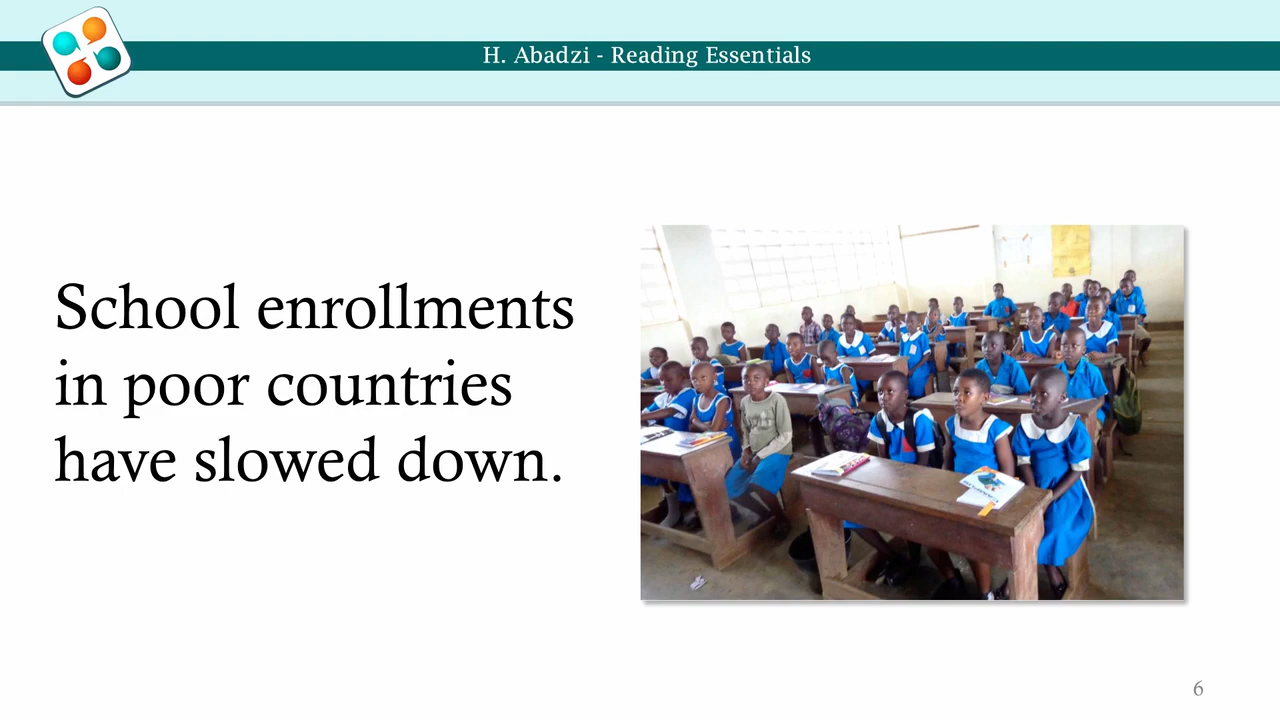 H. Abadzi - Reading Essentials
School enrollments
in poor countries
have slowed down.
6